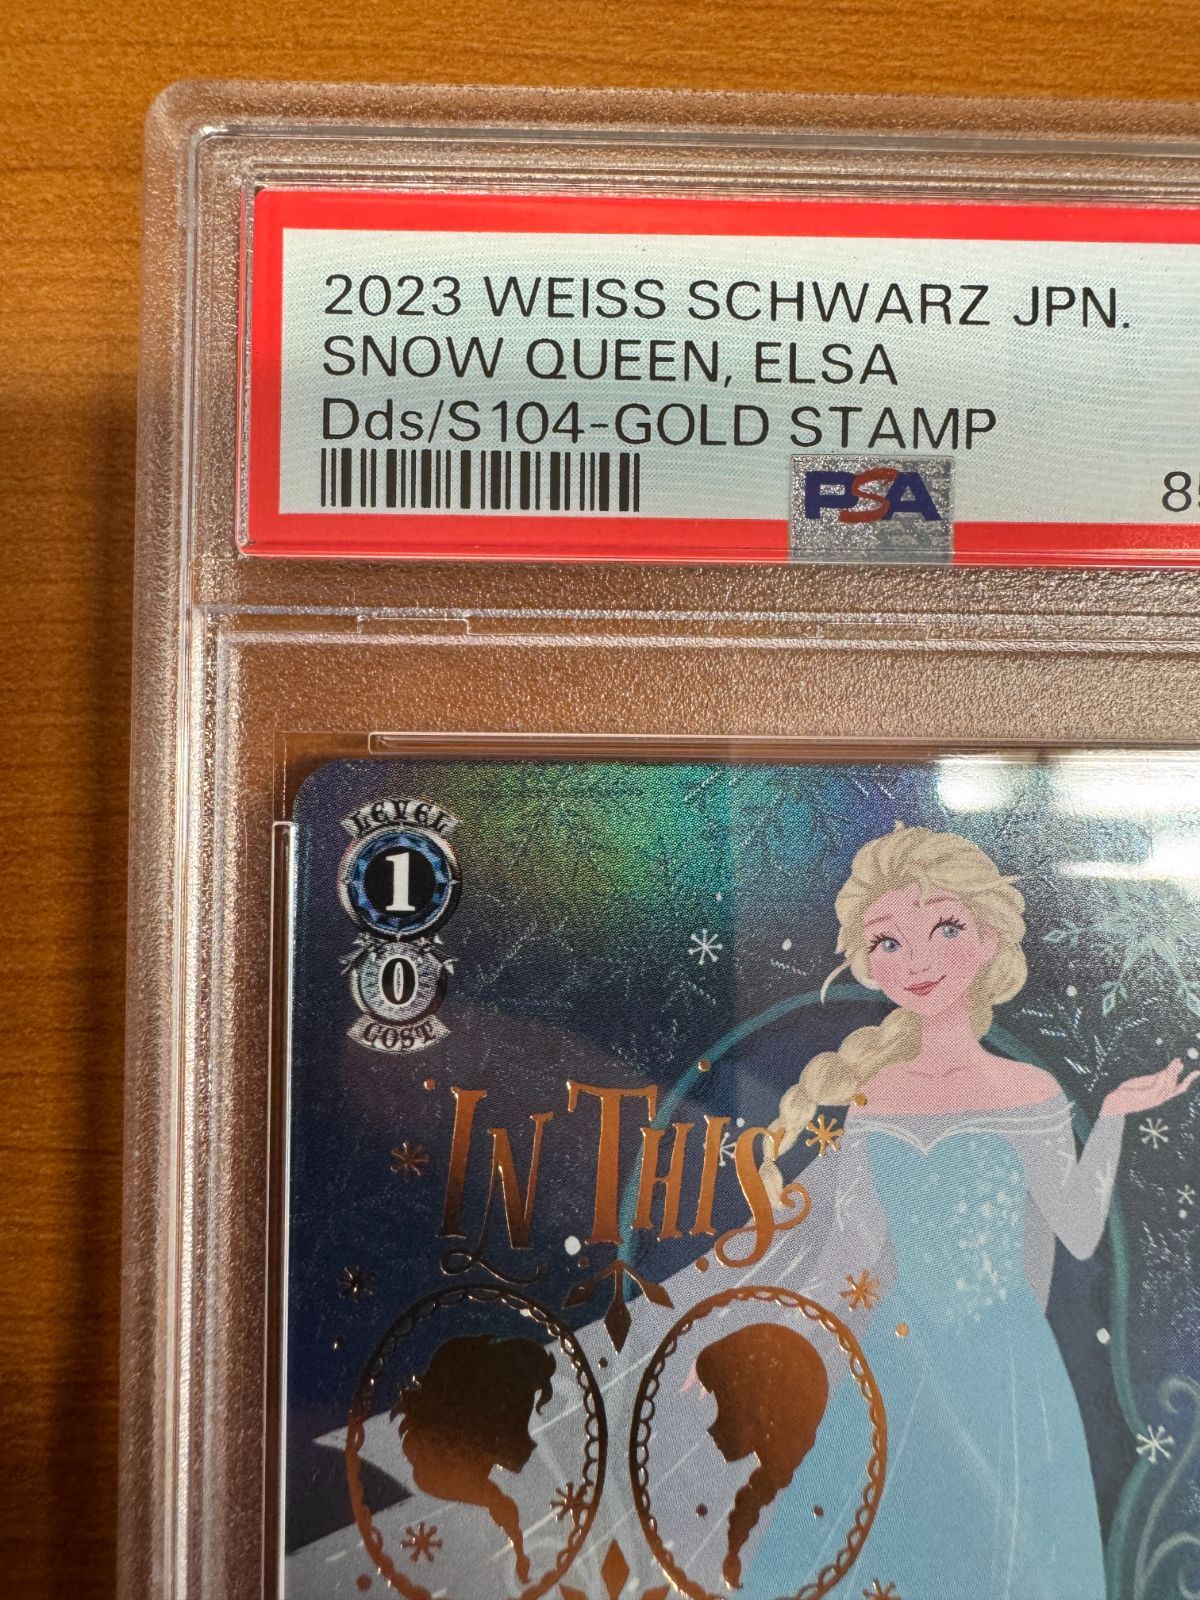 2023 WEISS SCHWARZ JPN.
SNOW QUEEN, ELSA
Dds/S104-GOLD STAMP
PSA
LEVEL
1
0
COST
IN THIS